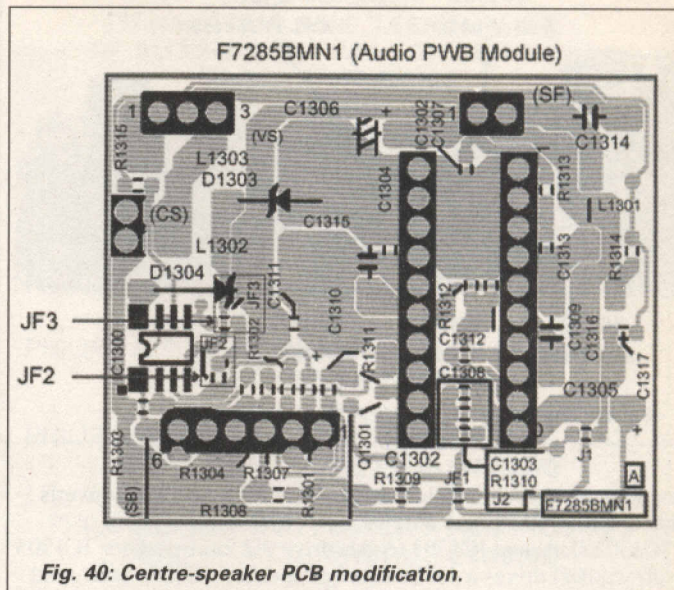 F7285BMN1 (Audio PWB Module)
1 3 C1306 C1302 1 (SF)
C1307
C1314
R1315
L1303 (VS)
D1303
C1304
R1313
(CS)
C1315
L1301
L1302
R1314
D1304
C1311
C1313
JF3
JF3
C1310
R1312
C1309
C1316
C1300
JF2
R1302
R1311
C1312
C1317
JF2
C1308
C1305
6 1
Q1301
R1303
R1304 R1307
C1302
C1303
J1
R1301
R1309 JF1
R1310
A
(SB)
R1308
J2
F7285BMN1
Fig. 40: Centre-speaker PCB modification.